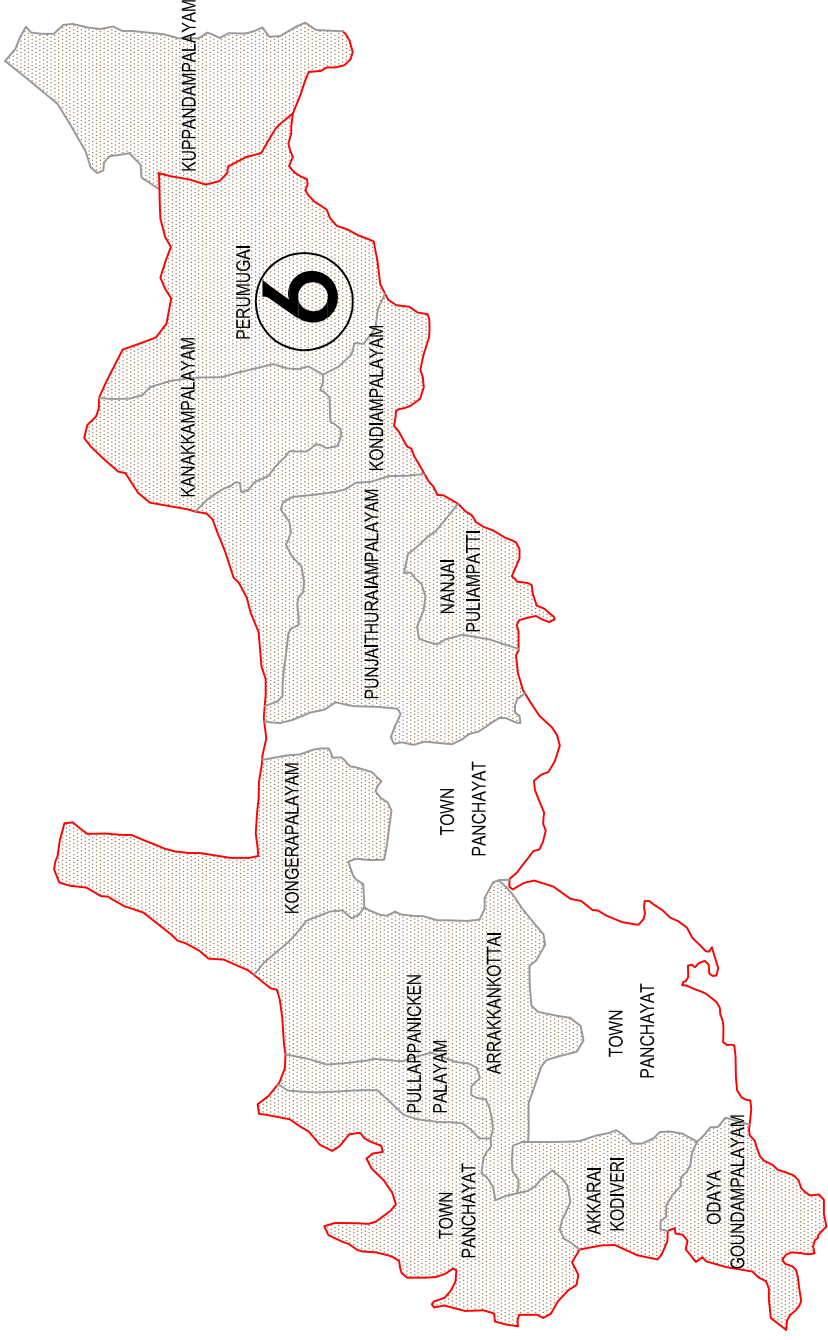 KANAKKAMPALAYAM
KUPPANDAMPALAYAM
PERUMUGAI
6
KONGERAPALAYAM
PUNJAITHURAIAMPALAYAM
KONDIAMPALAYAM
PULLAPPANICKEN
PALAYAM
TOWN
PANCHAYAT
TOWN
PANCHAYAT
NANJAI
PULIAMPATTI
ARRAKKANKOTTAI
AKKARAI
KODIVERI
TOWN
PANCHAYAT
ODAYA
GOUNDAMPALAYAM